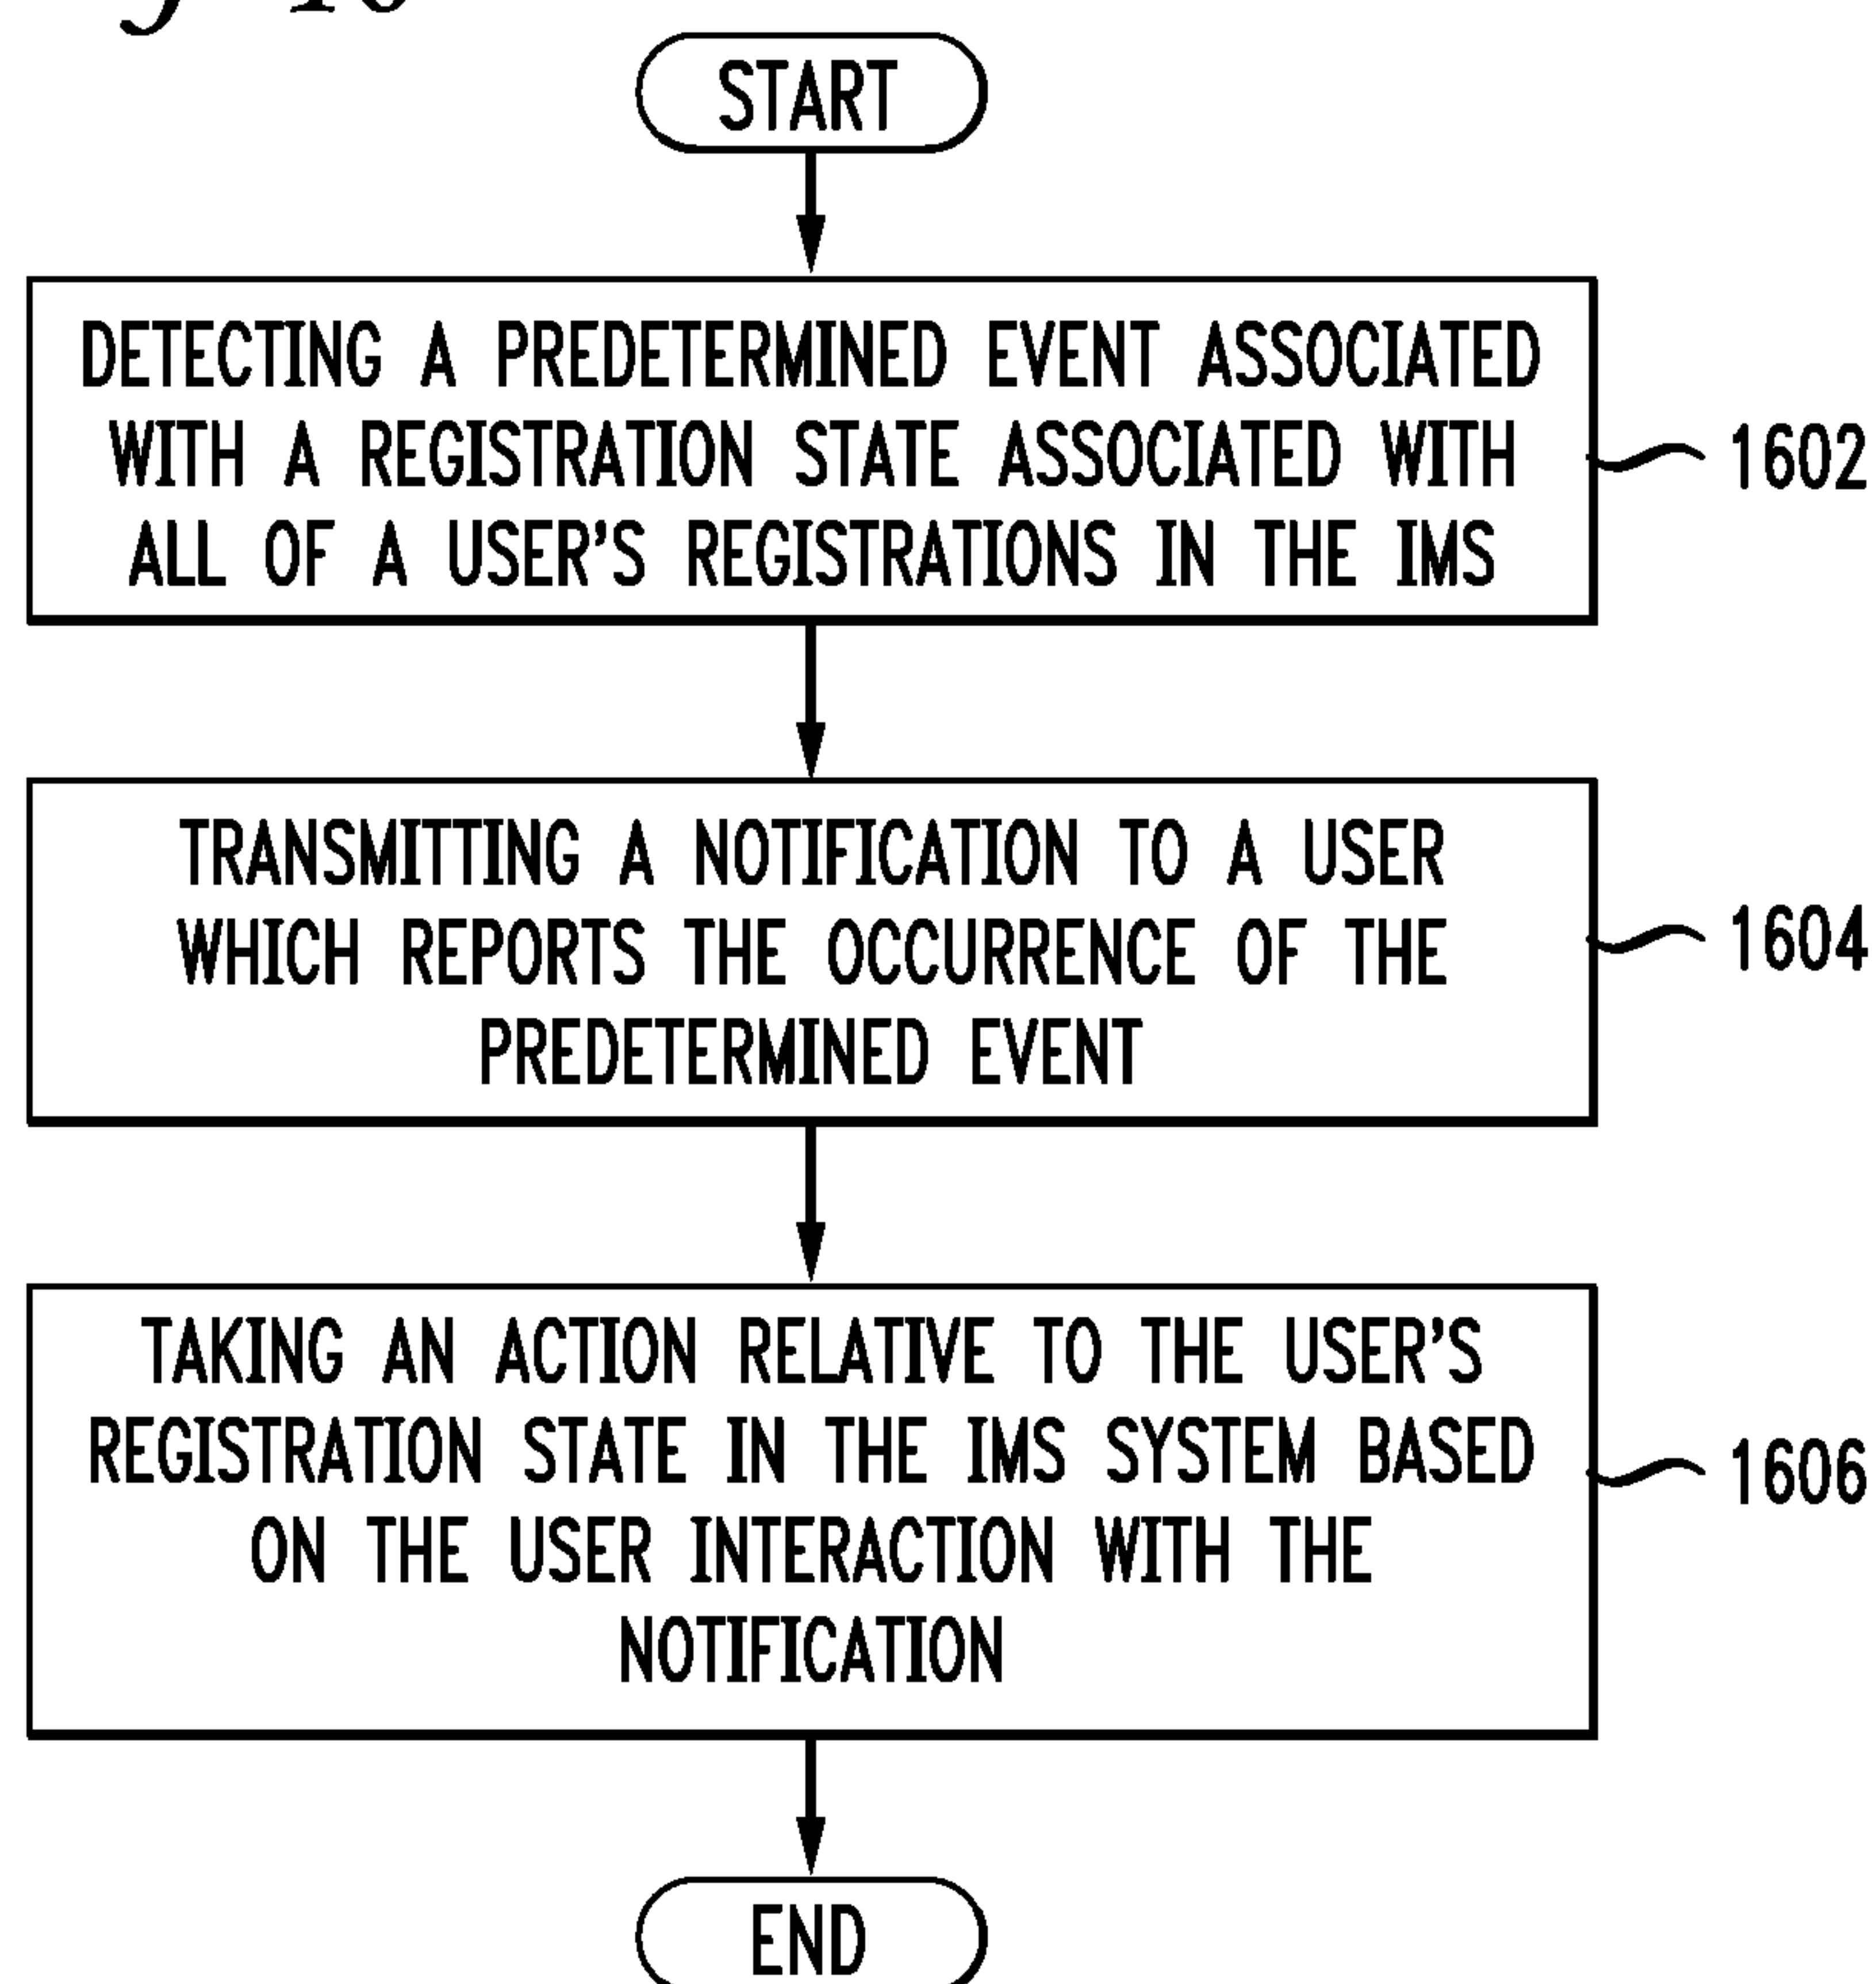 START
DETECTING A PREDETERMINED EVENT ASSOCIATED
WITH A REGISTRATION STATE ASSOCIATED WITH
ALL OF A USER'S REGISTRATIONS IN THE IMS
1602
TRANSMITTING A NOTIFICATION TO A USER
WHICH REPORTS THE OCCURRENCE OF THE
PREDETERMINED EVENT
1604
TAKING AN ACTION RELATIVE TO THE USER'S
REGISTRATION STATE IN THE IMS SYSTEM BASED
ON THE USER INTERACTION WITH THE
NOTIFICATION
1606
END